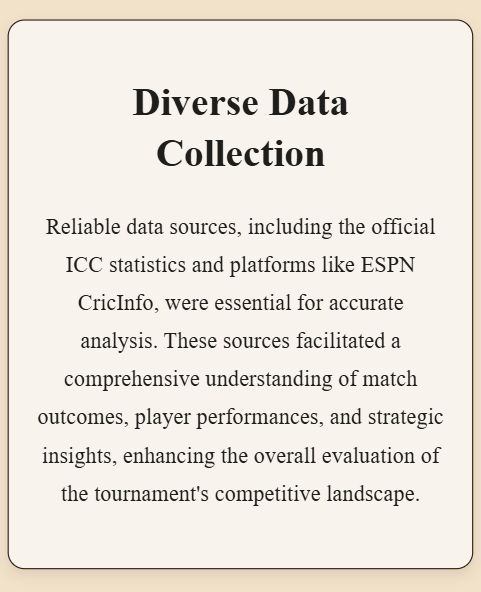 Diverse Data
Collection
Reliable data sources, including the official
ICC statistics and platforms like ESPN
CricInfo, were essential for accurate
analysis. These sources facilitated a
comprehensive understanding of match
outcomes, player performances, and strategic
insights, enhancing the overall evaluation of
the tournament's competitive landscape.